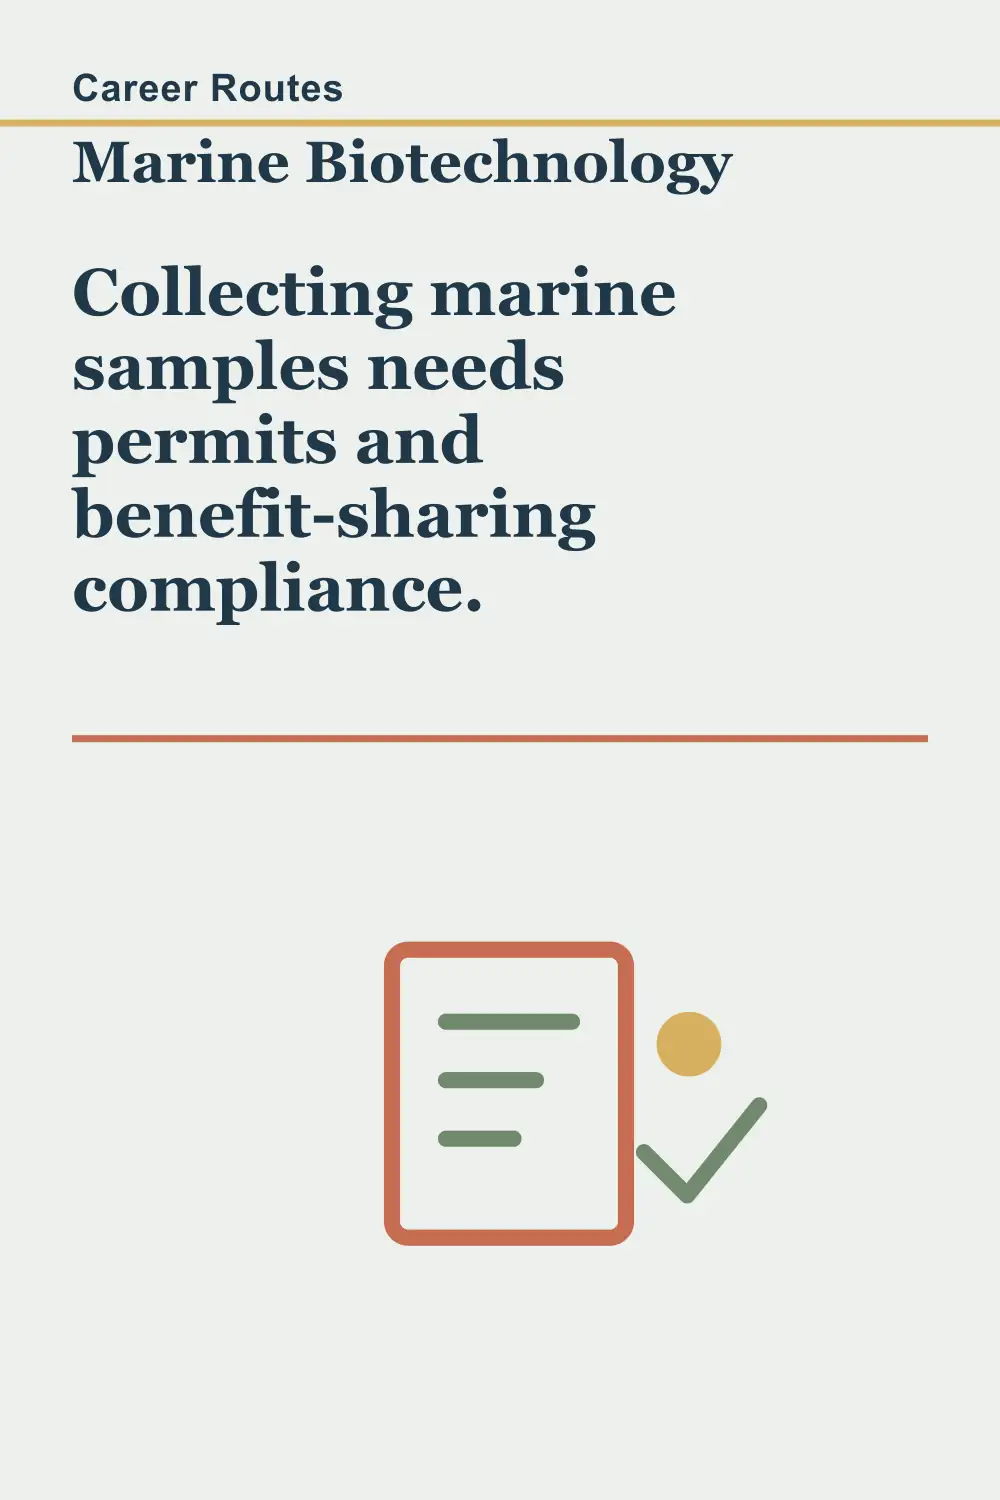 Career Routes
Marine Biotechnology
Collecting marine
samples needs
permits and
benefit-sharing
compliance.